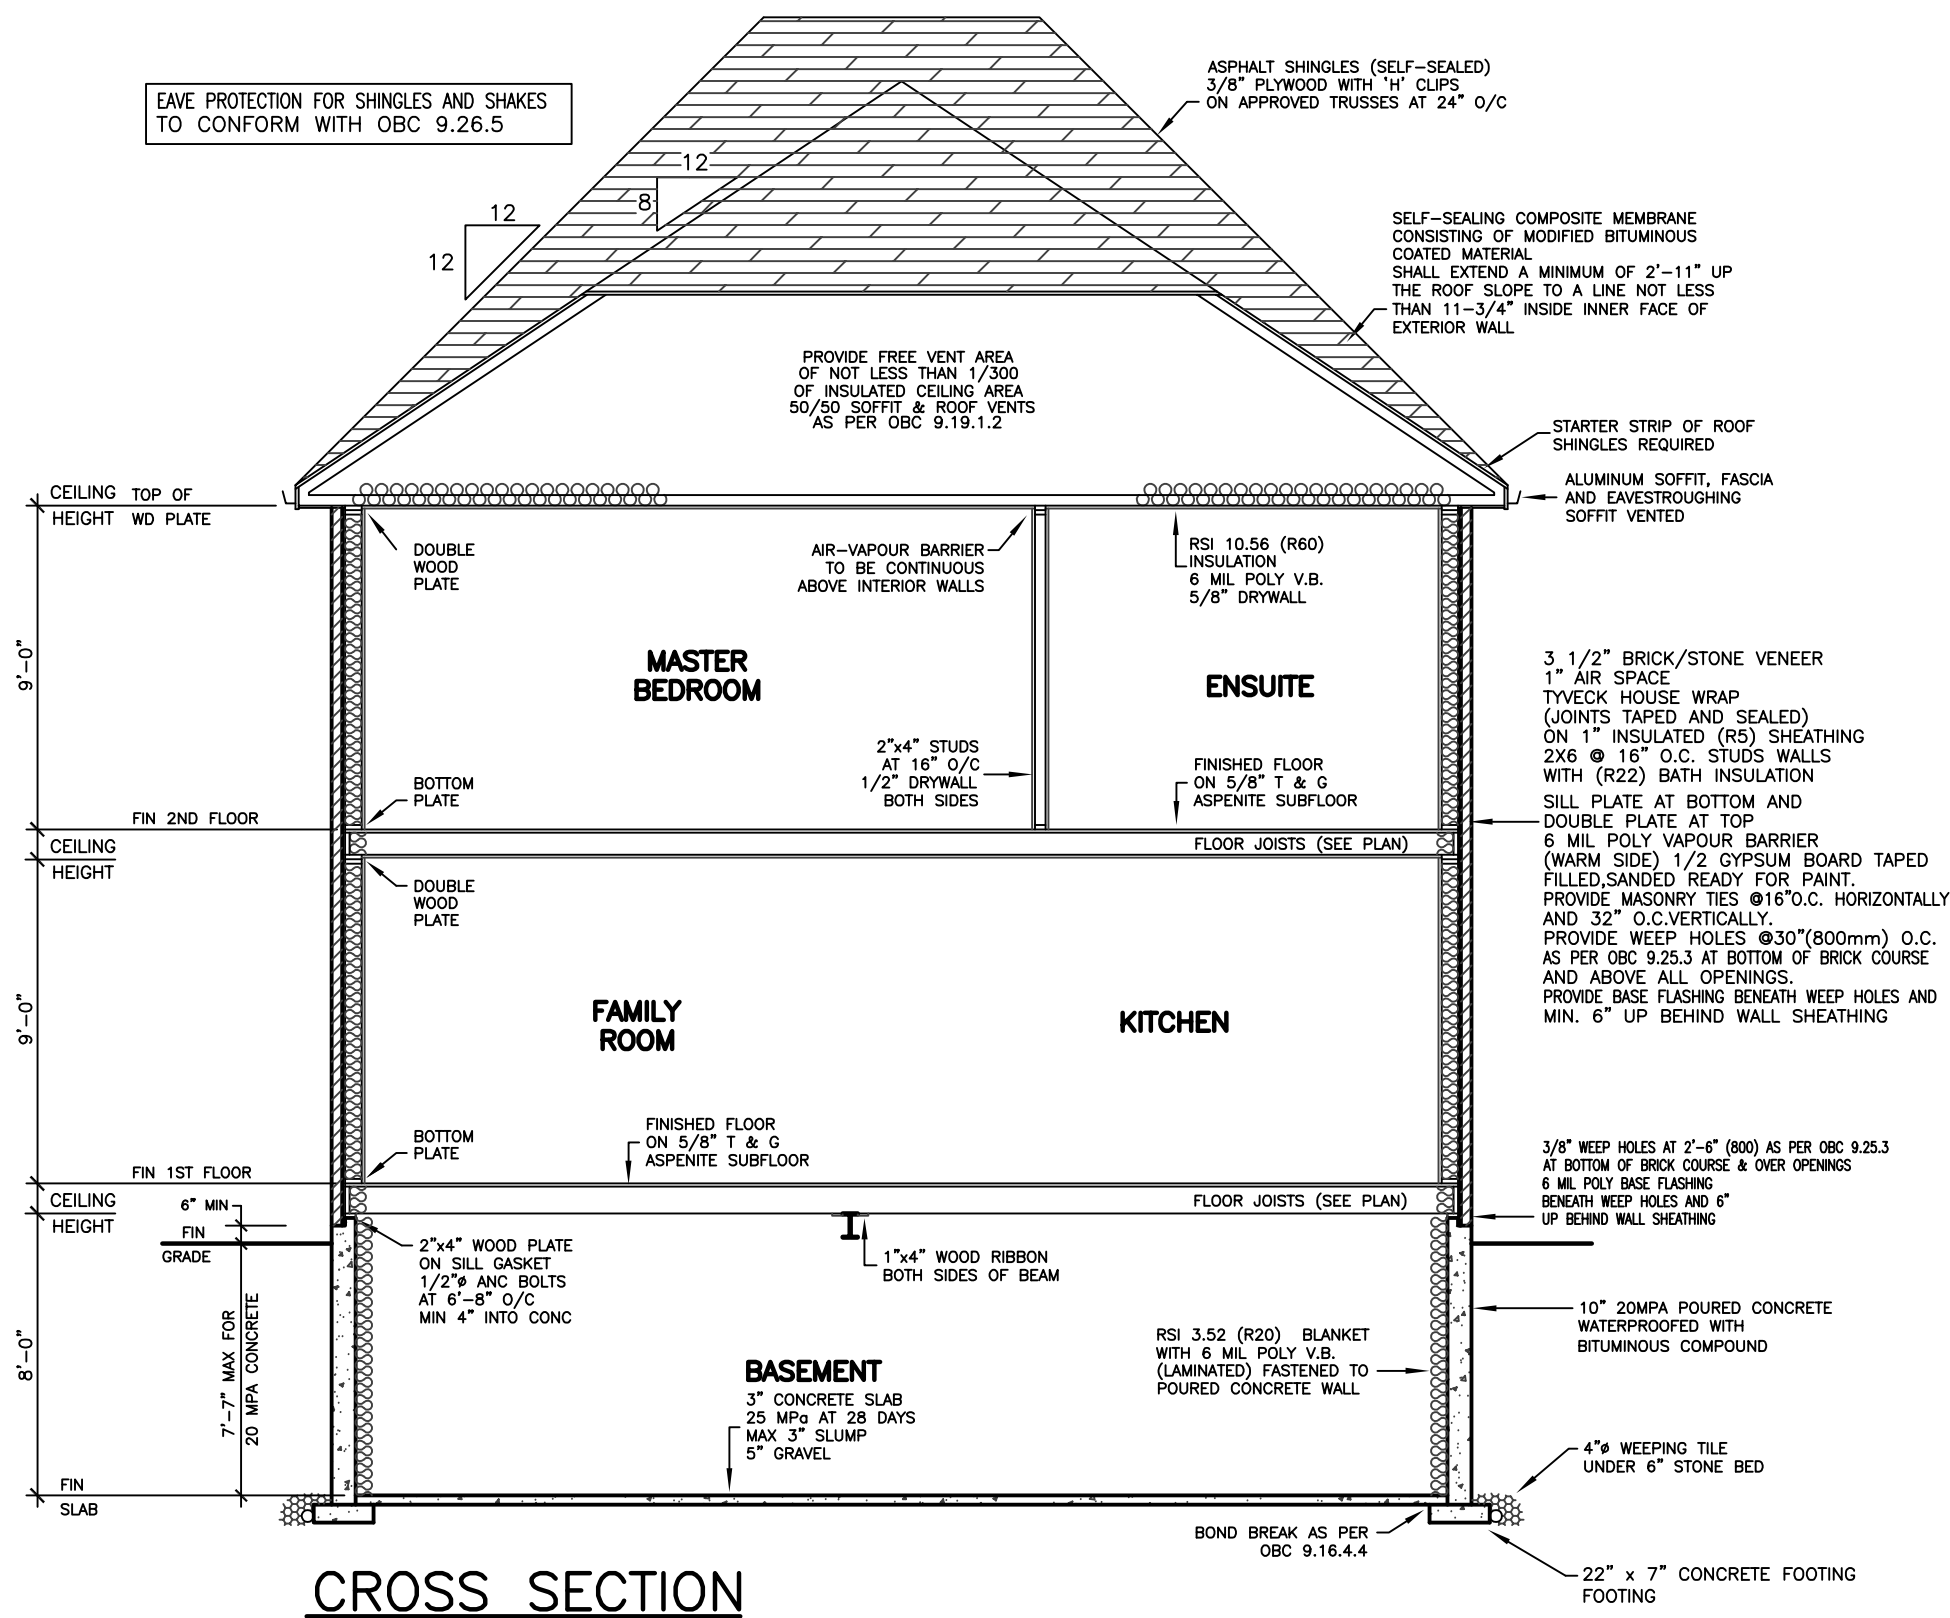 EAVE PROTECTION FOR SHINGLES AND SHAKES
TO CONFORM WITH OBC 9.26.5
ASPHALT SHINGLES (SELF-SEALED)
3/8" PLYWOOD WITH 'H' CLIPS
ON APPROVED TRUSSES AT 24" O/C
12
8
12
12
SELF-SEALING COMPOSITE MEMBRANE
CONSISTING OF MODIFIED BITUMINOUS
COATED MATERIAL
SHALL EXTEND A MINIMUM OF 2'-11" UP
THE ROOF SLOPE TO A LINE NOT LESS
THAN 11-3/4" INSIDE INNER FACE OF
EXTERIOR WALL
PROVIDE FREE VENT AREA
OF NOT LESS THAN 1/300
OF INSULATED CEILING AREA
50/50 SOFFIT & ROOF VENTS
AS PER OBC 9.19.1.2
STARTER STRIP OF ROOF
SHINGLES REQUIRED
ALUMINUM SOFFIT, FASCIA
AND EAVESTROUGHING
SOFFIT VENTED
CEILING
HEIGHT
TOP OF
WD PLATE
DOUBLE
WOOD
PLATE
AIR-VAPOUR BARRIER
TO BE CONTINUOUS
ABOVE INTERIOR WALLS
RSI 10.56 (R60)
INSULATION
6 MIL POLY V.B.
5/8" DRYWALL
9'-0"
MASTER
BEDROOM
ENSUITE
3 1/2" BRICK/STONE VENEER
1" AIR SPACE
TYVECK HOUSE WRAP
(JOINTS TAPED AND SEALED)
ON 1" INSULATED (R5) SHEATHING
2X6 @ 16" O.C. STUDS WALLS
WITH (R22) BATH INSULATION
SILL PLATE AT BOTTOM AND
DOUBLE PLATE AT TOP
6 MIL POLY VAPOUR BARRIER
(WARM SIDE) 1/2 GYPSUM BOARD TAPED
FILLED,SANDED READY FOR PAINT.
PROVIDE MASONRY TIES @16"O.C. HORIZONTALLY
AND 32" O.C.VERTICALLY.
PROVIDE WEEP HOLES @30"(800mm) O.C.
AS PER OBC 9.25.3 AT BOTTOM OF BRICK COURSE
AND ABOVE ALL OPENINGS.
PROVIDE BASE FLASHING BENEATH WEEP HOLES AND
MIN. 6" UP BEHIND WALL SHEATHING
2"x4" STUDS
AT 16" O/C
1/2" DRYWALL
BOTH SIDES
FINISHED FLOOR
ON 5/8" T & G
ASPENITE SUBFLOOR
BOTTOM
PLATE
FIN 2ND FLOOR
CEILING
HEIGHT
FLOOR JOISTS (SEE PLAN)
DOUBLE
WOOD
PLATE
9'-0"
FAMILY
ROOM
KITCHEN
BOTTOM
PLATE
FINISHED FLOOR
ON 5/8" T & G
ASPENITE SUBFLOOR
3/8" WEEP HOLES AT 2'-6" (800) AS PER OBC 9.25.3
AT BOTTOM OF BRICK COURSE & OVER OPENINGS
6 MIL POLY BASE FLASHING
BENEATH WEEP HOLES AND 6"
UP BEHIND WALL SHEATHING
FIN 1ST FLOOR
CEILING
HEIGHT
6" MIN
FIN
GRADE
FLOOR JOISTS (SEE PLAN)
2"x4" WOOD PLATE
ON SILL GASKET
1/2"ø ANC BOLTS
AT 6'-8" O/C
MIN 4" INTO CONC
1"x4" WOOD RIBBON
BOTH SIDES OF BEAM
8'-0"
7'-7" MAX FOR
20 MPA CONCRETE
10" 20MPA POURED CONCRETE
WATERPROOFED WITH
BITUMINOUS COMPOUND
RSI 3.52 (R20) BLANKET
WITH 6 MIL POLY V.B.
(LAMINATED) FASTENED TO
POURED CONCRETE WALL
BASEMENT
3" CONCRETE SLAB
25 MPa AT 28 DAYS
MAX 3" SLUMP
5" GRAVEL
4"ø WEEPING TILE
UNDER 6" STONE BED
FIN
SLAB
BOND BREAK AS PER
OBC 9.16.4.4
22" x 7" CONCRETE FOOTING
FOOTING
CROSS SECTION